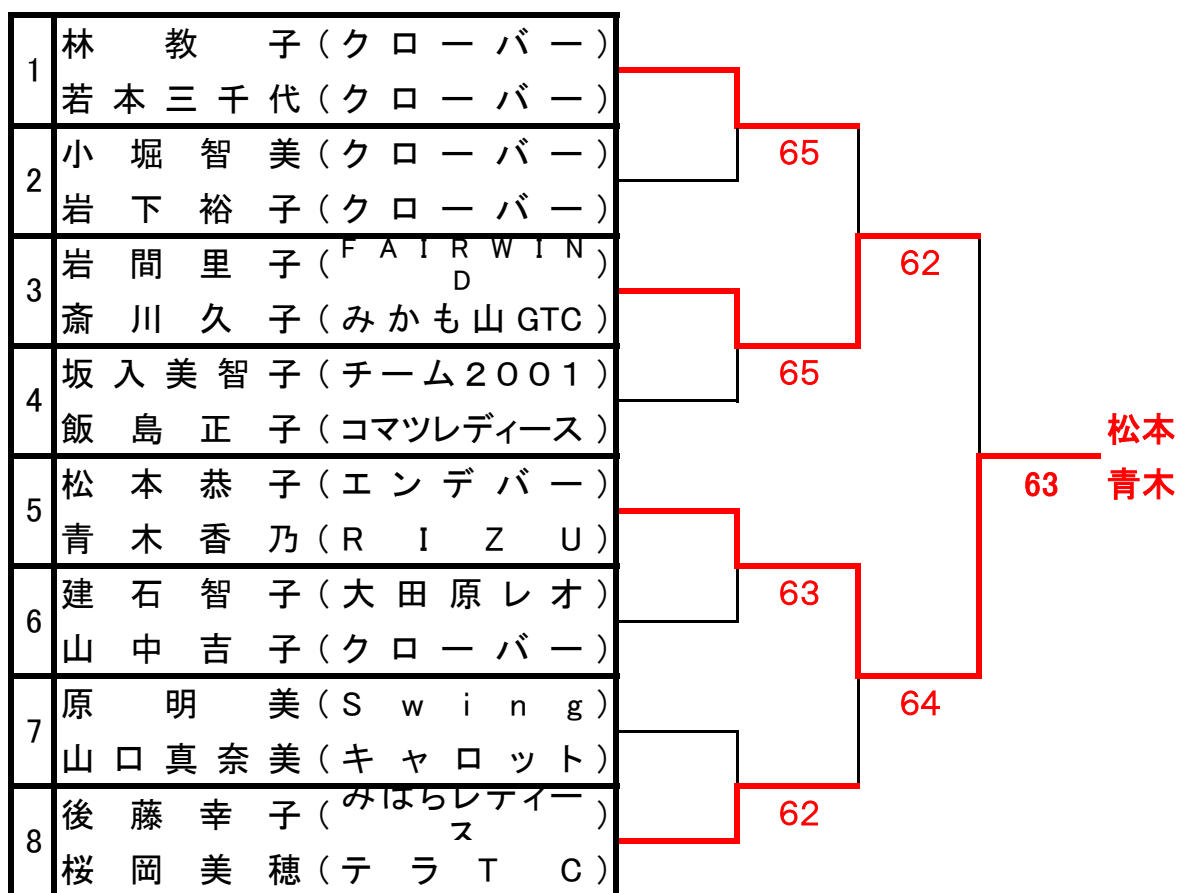 1
林教子(クローバー)
若本三千代(クローバー)
65
2
小堀智美(クローバー)
岩下裕子(クローバー)
62
3
岩間里子(FAIRWIN
D)
斎川久子(みかも山GTC)
65
4
坂入美智子(チーム2001)
飯島正子(コマツレディース)
松本
青木
63
5
松本恭子(エンデバー)
青木香乃(RIZU)
63
6
建石智子(大田原レオ)
山中吉子(クローバー)
64
7
原明美(Swing)
山口真奈美(キャロット)
62
8
後藤幸子(みはらレディー
ス)
桜岡美穂(テラTC)